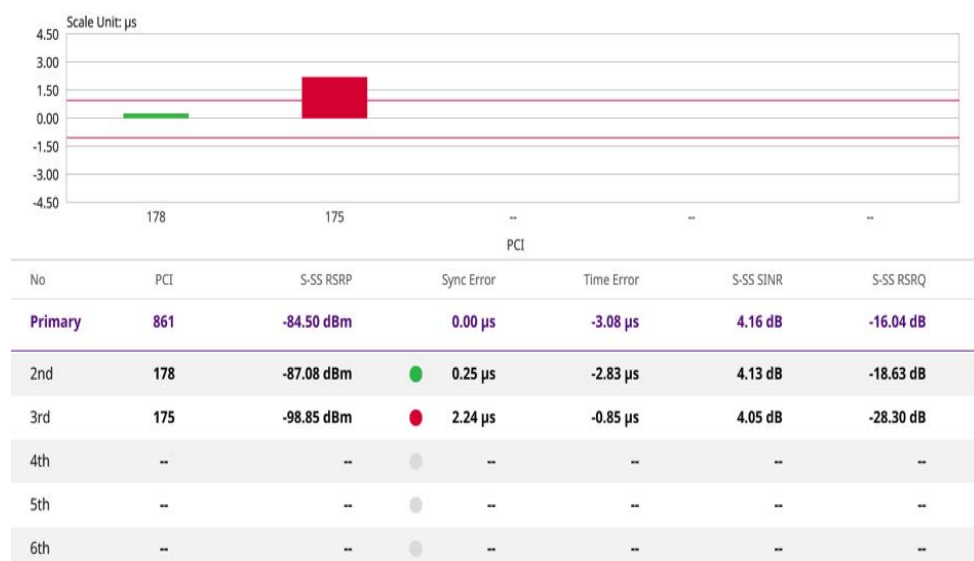 Scale Unit: µs
4.50
3.00
1.50
0.00
-1.50
-3.00
-4.50
178 175 -- -- --
PCI
No PCI S-SS RSRP Sync Error Time Error S-SS SINR S-SS RSRQ
Primary 861 -84.50 dBm 0.00 µs -3.08 µs 4.16 dB -16.04 dB
2nd 178 -87.08 dBm 0.25 µs -2.83 µs 4.13 dB -18.63 dB
3rd 175 -98.85 dBm 2.24 µs -0.85 µs 4.05 dB -28.30 dB
4th -- -- -- -- -- --
5th -- -- -- -- -- --
6th -- -- -- -- -- --